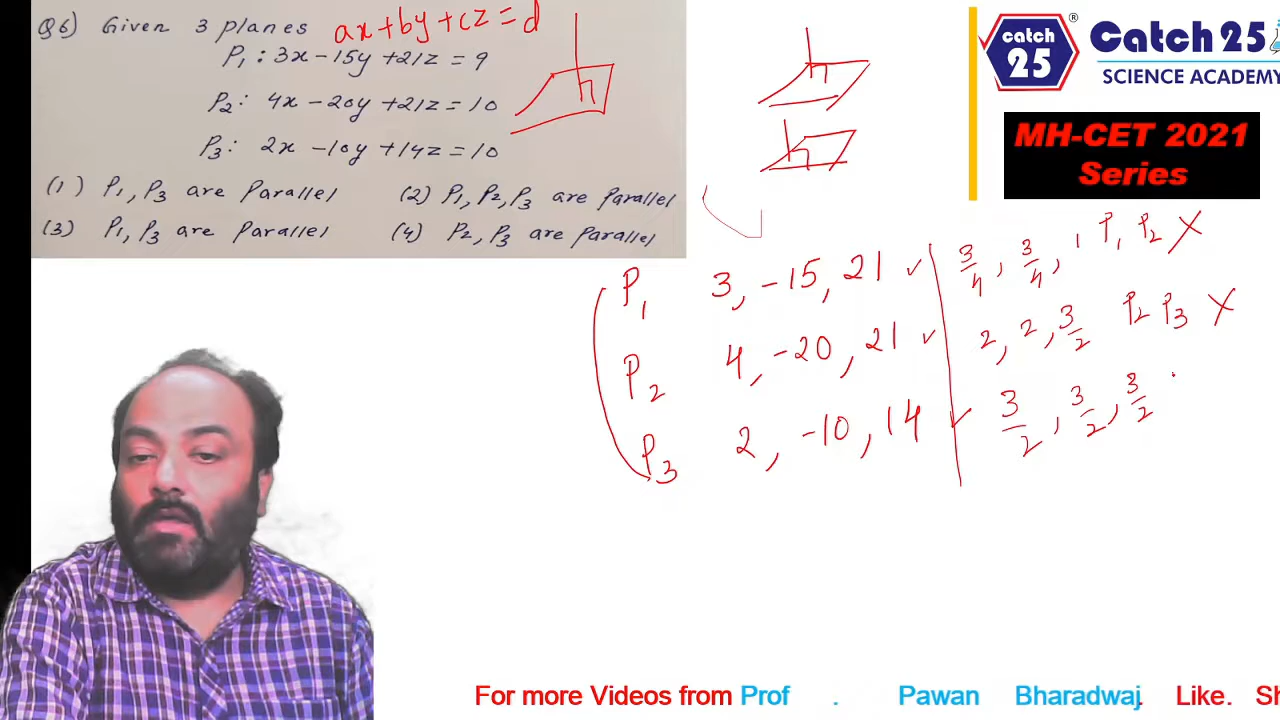 Q6) Given 3 planes ax+by+cz=d
P1 : 3x-15y+21z=9
P2 : 4x-20y+21z=10
P3 : 2x-10y+14z=10
(1) P1, P3 are parallel (2) P1, P2, P3 are parallel
(3) P1, P3 are parallel (4) P2, P3 are parallel
catch
25
®
Catch 25
SCIENCE ACADEMY
MH-CET 2021
Series
P1 3, -15, 21 ✓ 3/4, 3/4, 1 P1 P2 X
P2 4, -20, 21 ✓ 2, 2, 3/2 P2 P3 X
P3 2, -10, 14 ✓ 3/2, 3/2, 3/2
For more Videos from Prof . Pawan Bharadwaj. Like. Sh